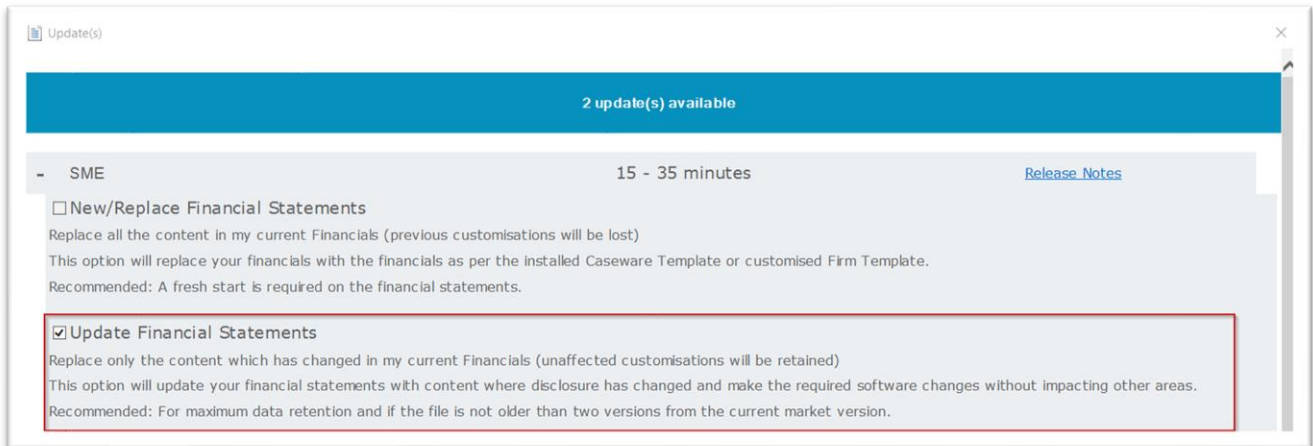 Update(s)
2 update(s) available
- SME 15 - 35 minutes Release Notes
New/Replace Financial Statements
Replace all the content in my current Financials (previous customisations will be lost)
This option will replace your financials with the financials as per the installed Caseware Template or customised Firm Template.
Recommended: A fresh start is required on the financial statements.
Update Financial Statements
Replace only the content which has changed in my current Financials (unaffected customisations will be retained)
This option will update your financial statements with content where disclosure has changed and make the required software changes without impacting other areas.
Recommended: For maximum data retention and if the file is not older than two versions from the current market version.